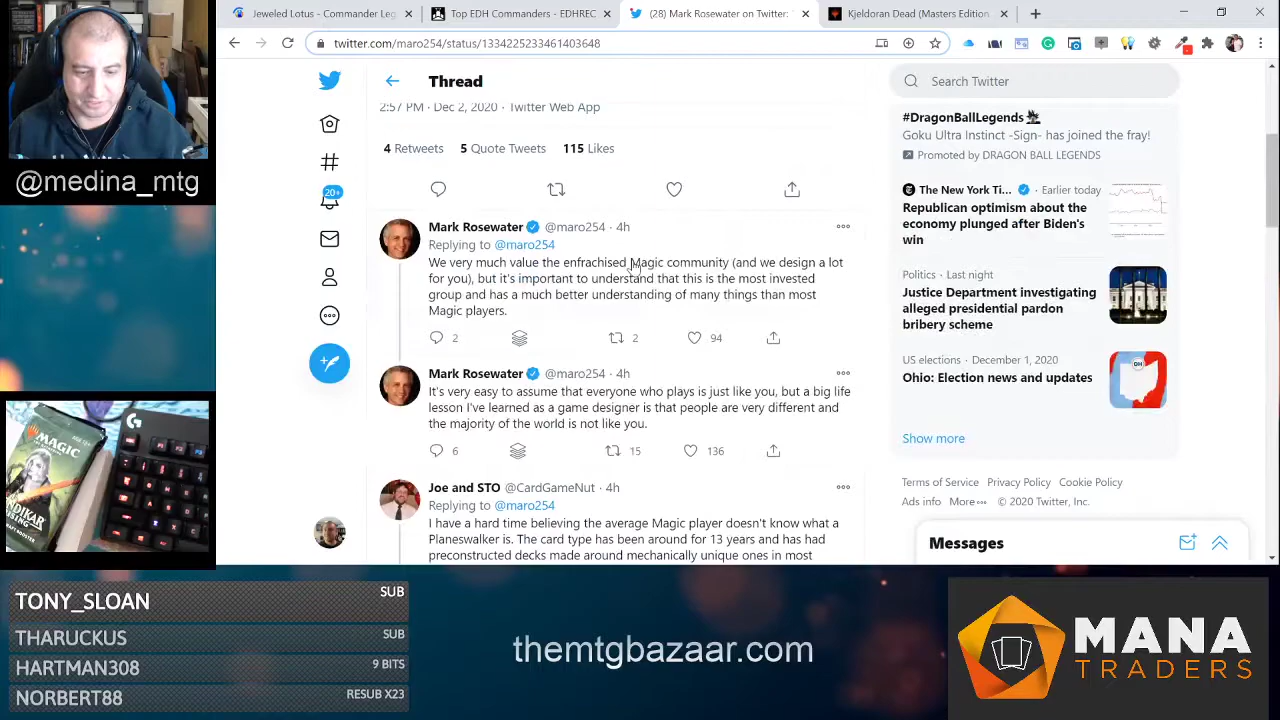 Jeweled Lotus - Commander Leg
Top EDH Commanders - EDHREC
(28) Mark Rosewater on Twitter:
Kjeldoran Dead (Masters Edition
twitter.com/maro254/status/1334225233461403648
@medina_mtg
MAGIC
DRAFT BOOSTER
Thread
2:57 PM · Dec 2, 2020 · Twitter Web App
4 Retweets 5 Quote Tweets 115 Likes
20+
Mark Rosewater @maro254 · 4h
Replying to @maro254
We very much value the enfrachised Magic community (and we design a lot
for you), but it's important to understand that this is the most invested
group and has a much better understanding of many things than most
Magic players.
2 2 94
Mark Rosewater @maro254 · 4h
It's very easy to assume that everyone who plays is just like you, but a big life
lesson I've learned as a game designer is that people are very different and
the majority of the world is not like you.
6 15 136
Joe and STO @CardGameNut · 4h
Replying to @maro254
I have a hard time believing the average Magic player doesn't know what a
Planeswalker is. The card type has been around for 13 years and has had
preconstructed decks made around mechanically unique ones in most
Search Twitter
#DragonBallLegends
Goku Ultra Instinct -Sign- has joined the fray!
Promoted by DRAGON BALL LEGENDS
The New York Ti... · Earlier today
Republican optimism about the
economy plunged after Biden's
win
Politics · Last night
Justice Department investigating
alleged presidential pardon
bribery scheme
US elections · December 1, 2020
Ohio: Election news and updates
OH
Show more
Terms of Service Privacy Policy Cookie Policy
Ads info More © 2020 Twitter, Inc.
Messages
TONY_SLOAN SUB
THARUCKUS SUB
HARTMAN308 9 BITS
NORBERT88 RESUB X23
themtgbazaar.com
MANA
TRADERS